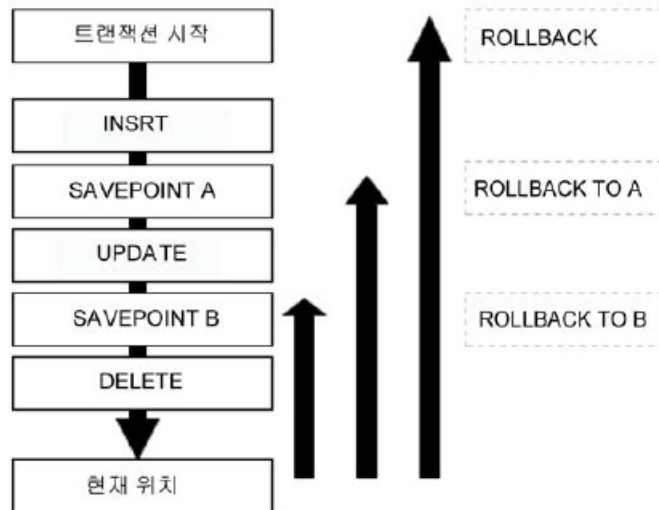 트랜잭션 시작
ROLLBACK
INSRT
SAVEPOINT A
ROLLBACK TO A
UPDATE
SAVEPOINT B
ROLLBACK TO B
DELETE
현재 위치